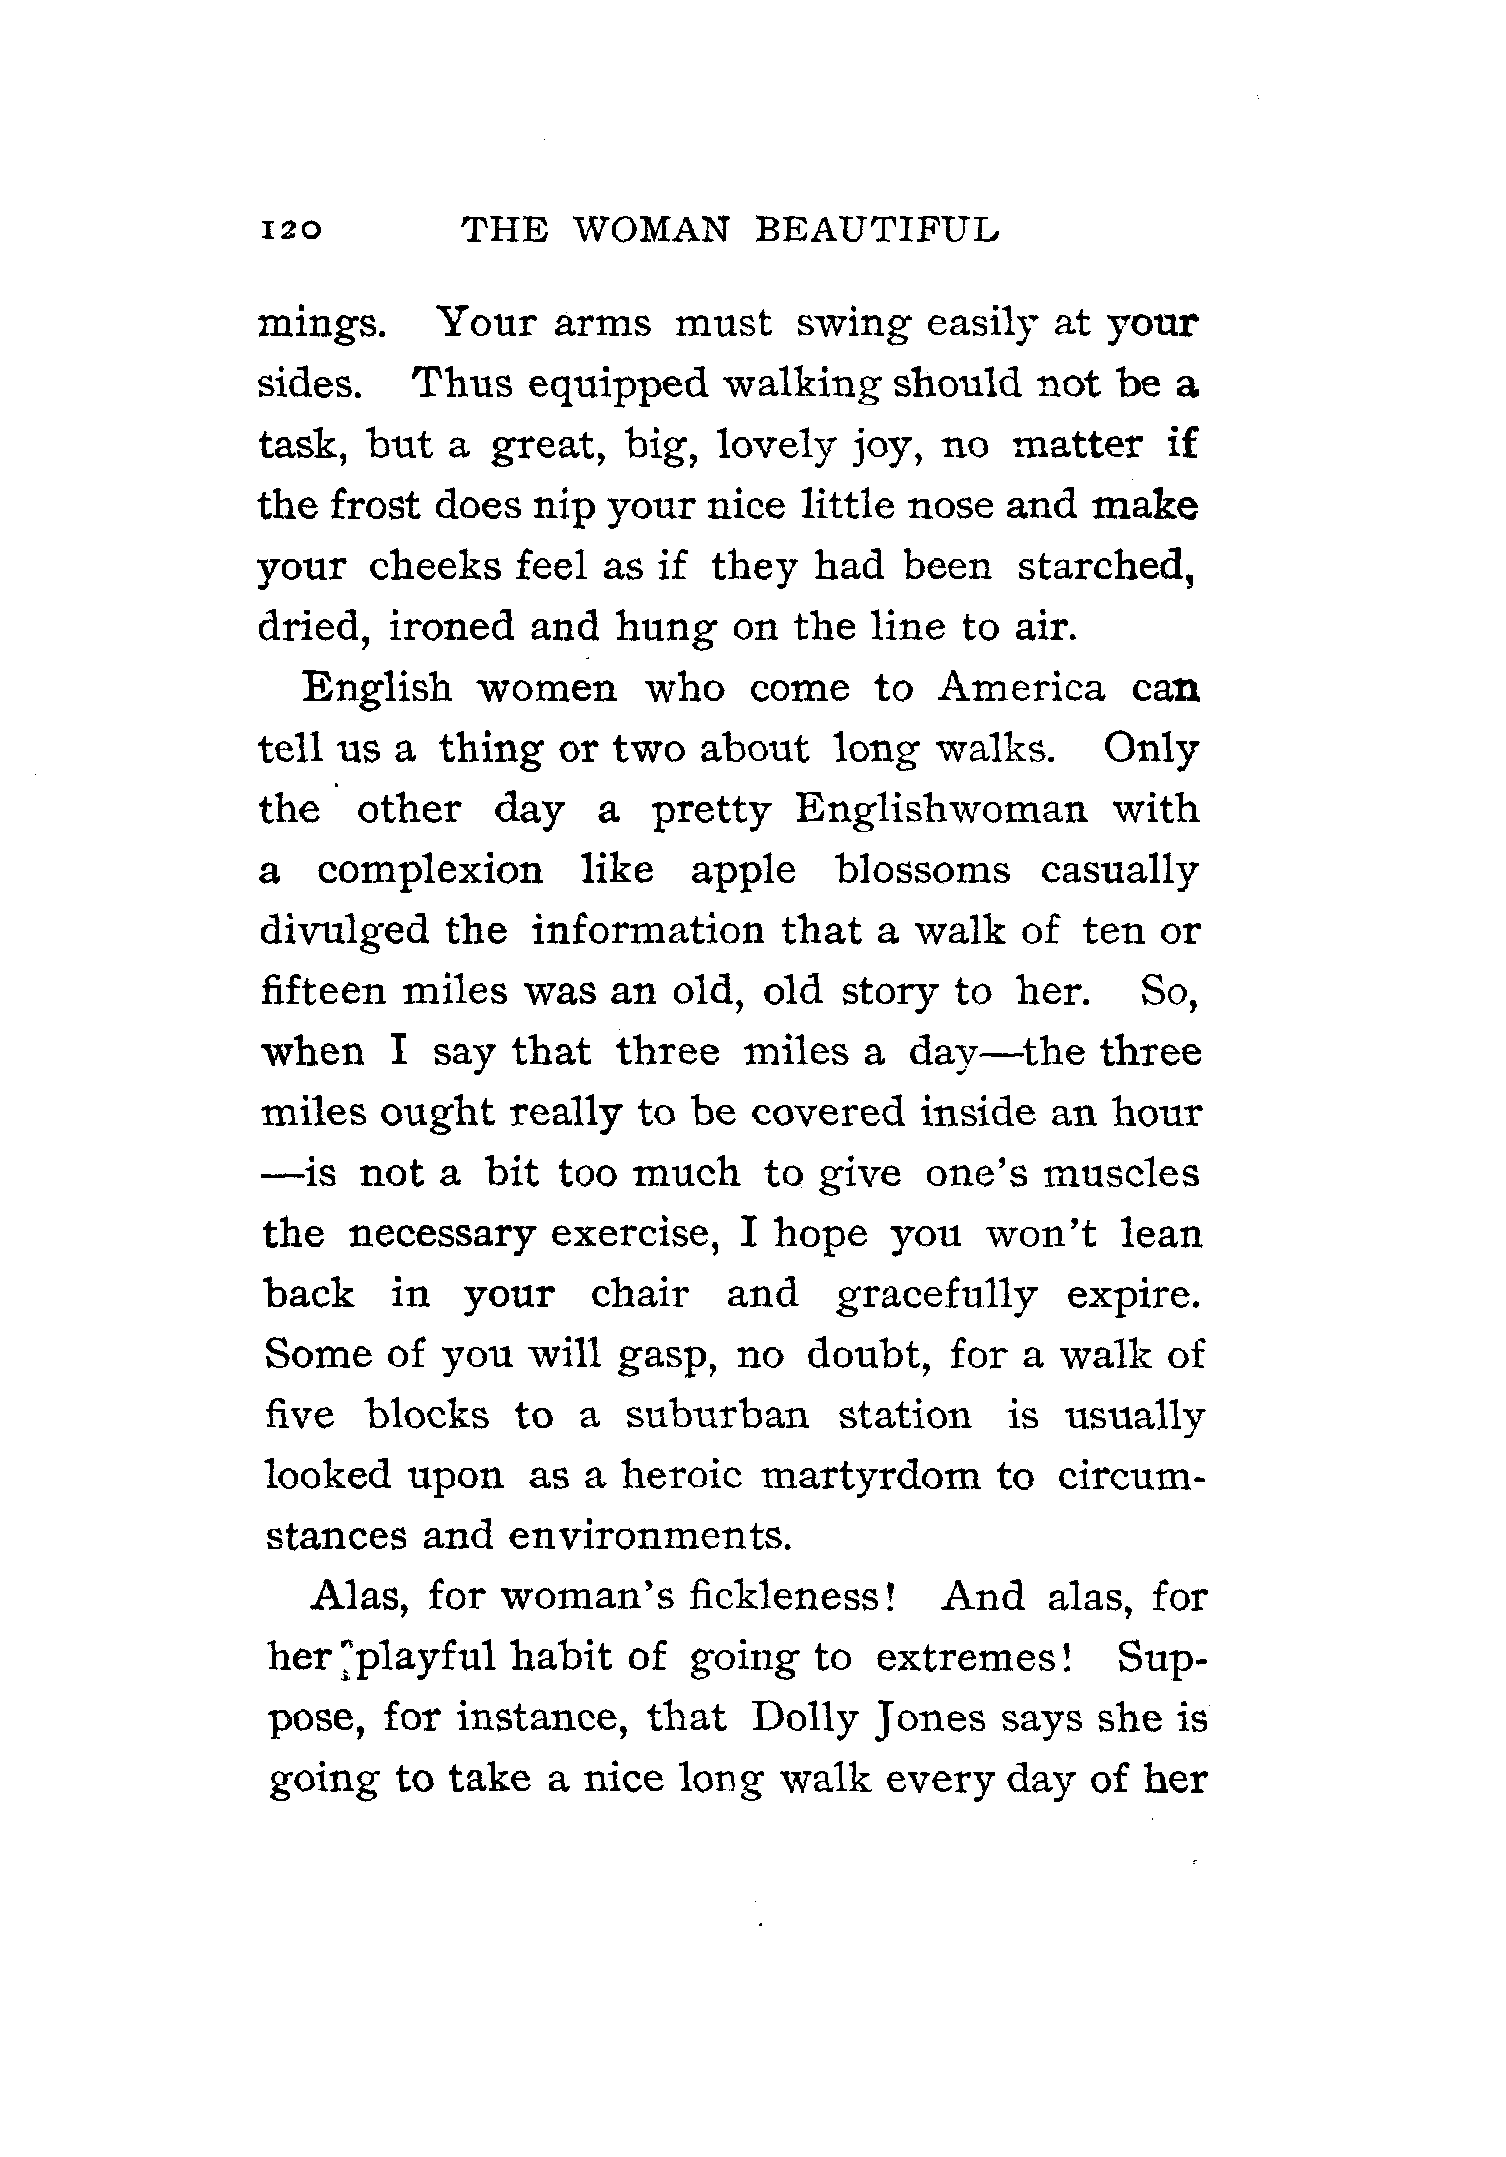 120 THE WOMAN BEAUTIFUL
mings. Your arms must swing easily at your
sides. Thus equipped walking should not be a
task, but a great, big, lovely joy, no matter if
the frost does nip your nice little nose and make
your cheeks feel as if they had been starched,
dried, ironed and hung on the line to air.
English women who come to America can
tell us a thing or two about long walks. Only
the other day a pretty Englishwoman with
a complexion like apple blossoms casually
divulged the information that a walk of ten or
fifteen miles was an old, old story to her. So,
when I say that three miles a day—the three
miles ought really to be covered inside an hour
—is not a bit too much to give one's muscles
the necessary exercise, I hope you won't lean
back in your chair and gracefully expire.
Some of you will gasp, no doubt, for a walk of
five blocks to a suburban station is usually
looked upon as a heroic martyrdom to circum-
stances and environments.
Alas, for woman's fickleness! And alas, for
her playful habit of going to extremes! Sup-
pose, for instance, that Dolly Jones says she is
going to take a nice long walk every day of her